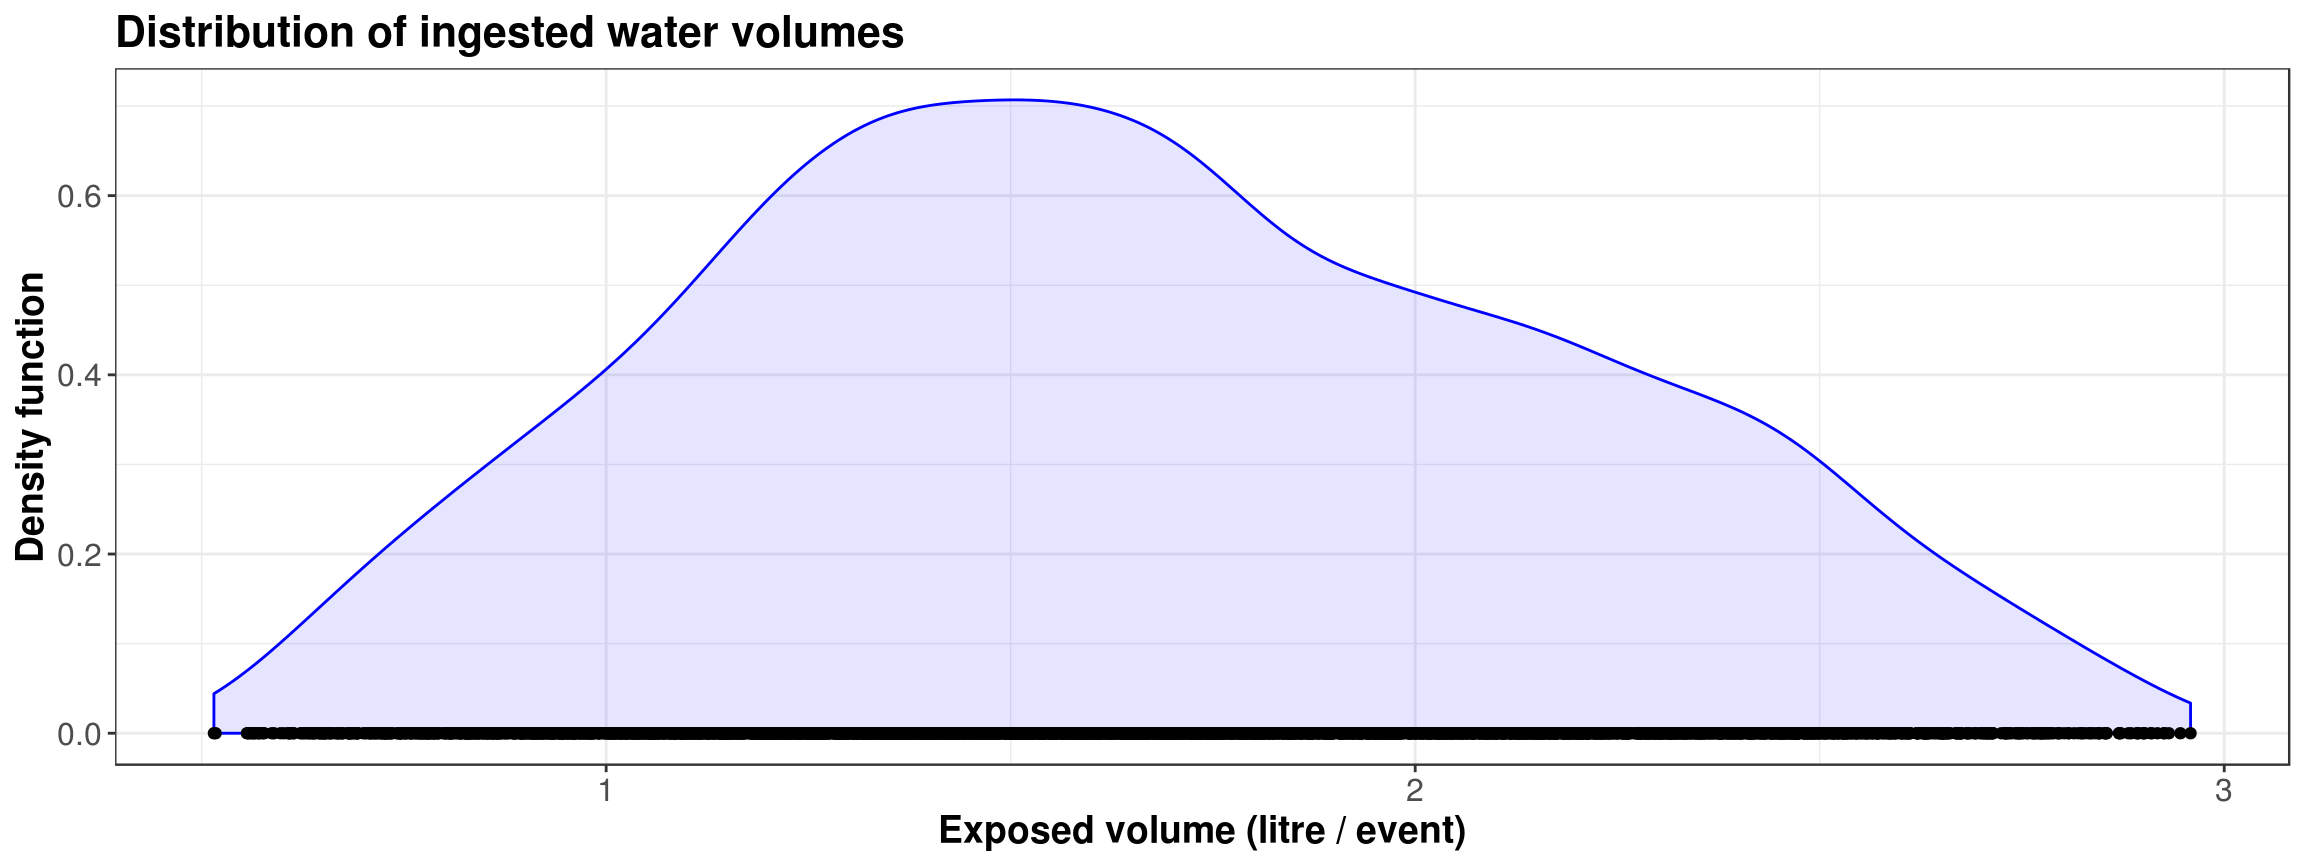 Distribution of ingested water volumes
Density function
0.6
0.4
0.2
0.0
1 2 3
Exposed volume (litre / event)